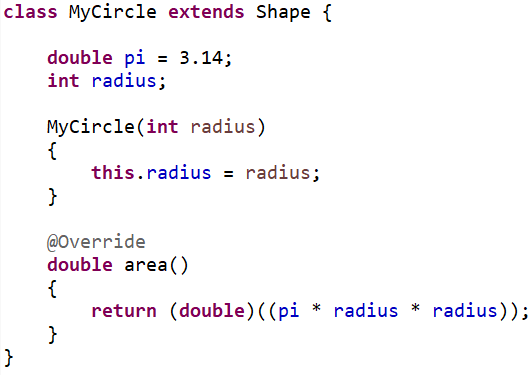 class MyCircle extends Shape {
double pi = 3.14;
int radius;
MyCircle(int radius)
{
this.radius = radius;
}
@Override
double area()
{
return (double)((pi * radius * radius));
}
}